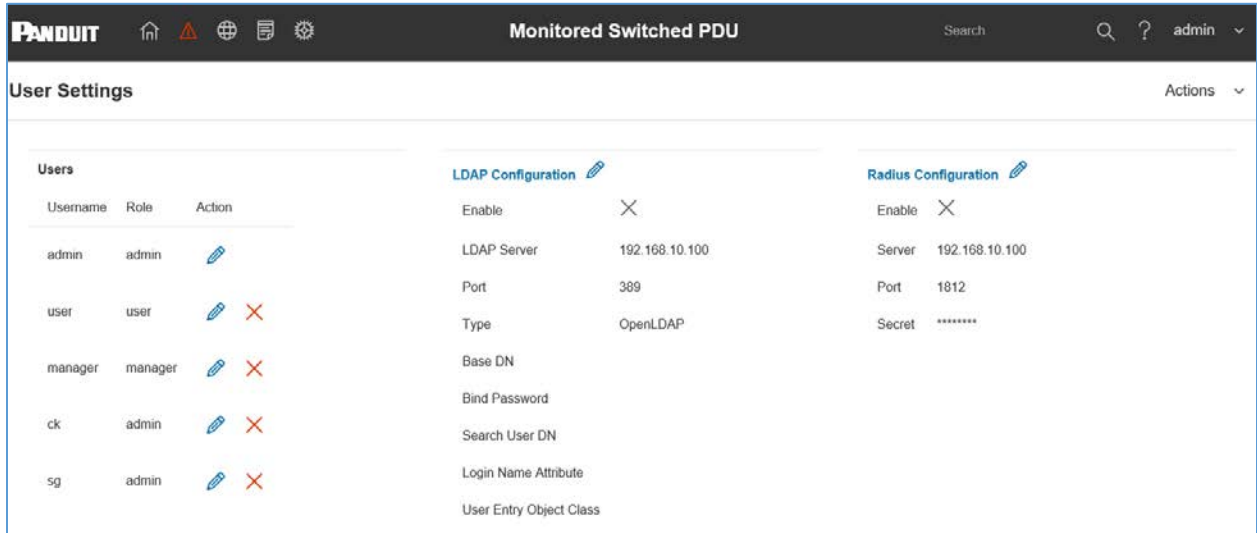 PANDUIT Monitored Switched PDU Search ? admin
User Settings Actions
Users
Username Role Action
admin admin
user user
manager manager
ck admin
sg admin
LDAP Configuration
Enable
LDAP Server 192.168.10.100
Port 389
Type OpenLDAP
Base DN
Bind Password
Search User DN
Login Name Attribute
User Entry Object Class
Radius Configuration
Enable
Server 192.168.10.100
Port 1812
Secret ********